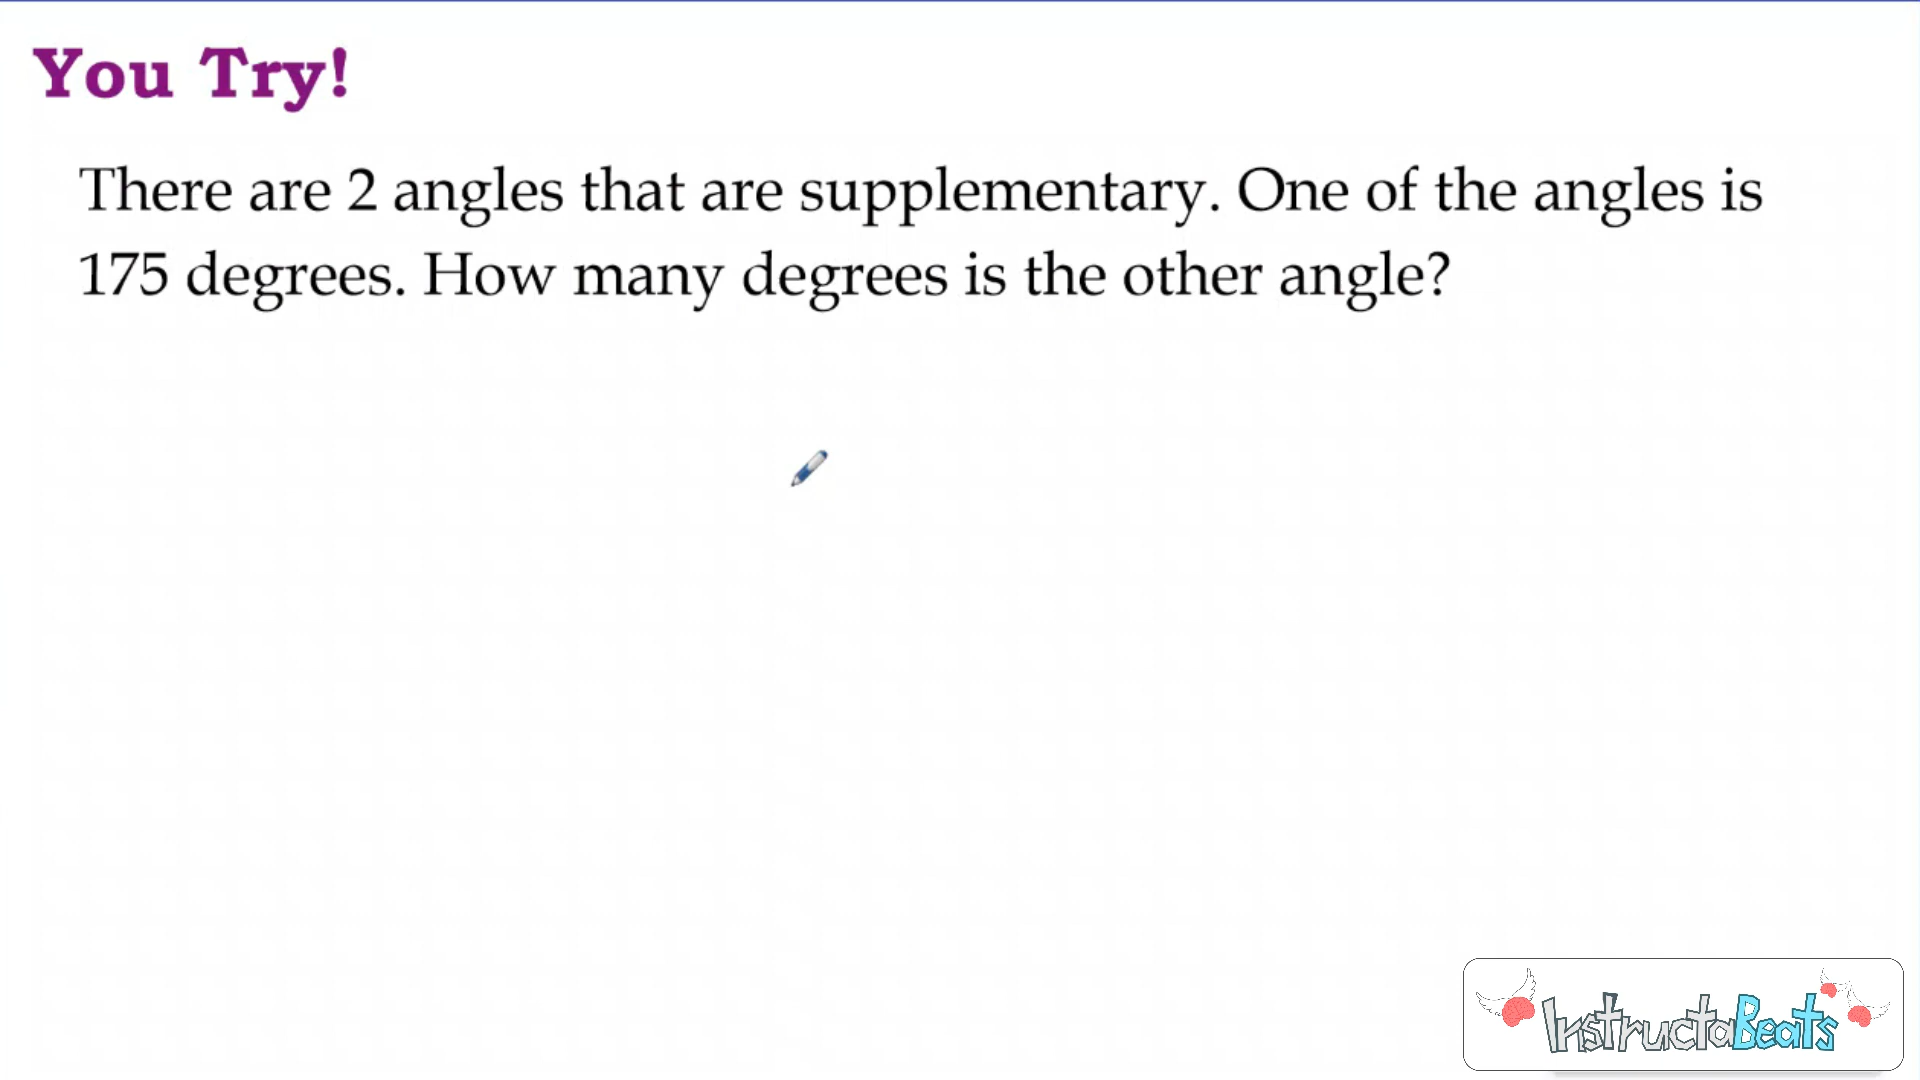 You Try!
There are 2 angles that are supplementary. One of the angles is
175 degrees. How many degrees is the other angle?
InstructaBeats